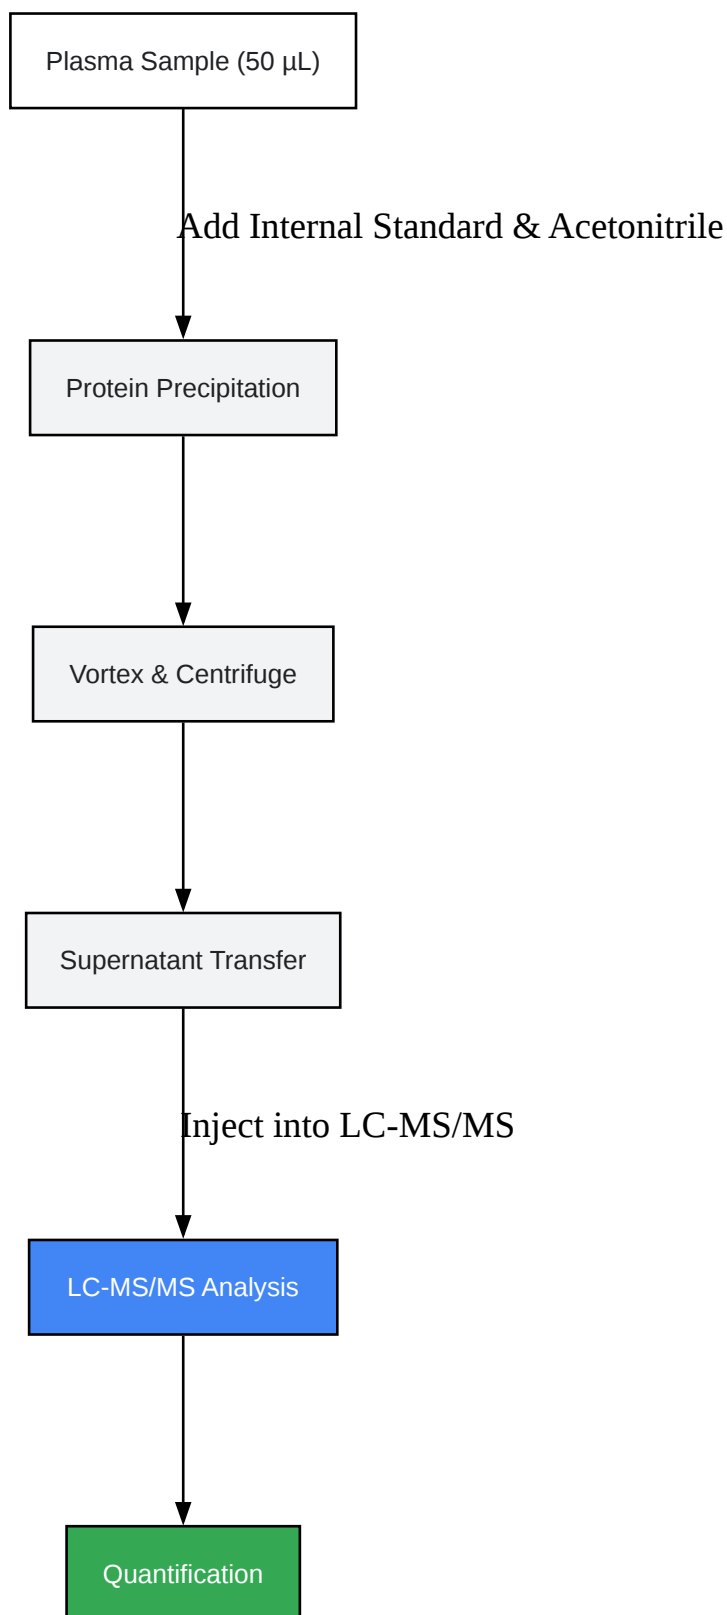 Plasma Sample (50 µL)
Add Internal Standard & Acetonitrile
Protein Precipitation
Vortex & Centrifuge
Supernatant Transfer
Inject into LC-MS/MS
LC-MS/MS Analysis
Quantification